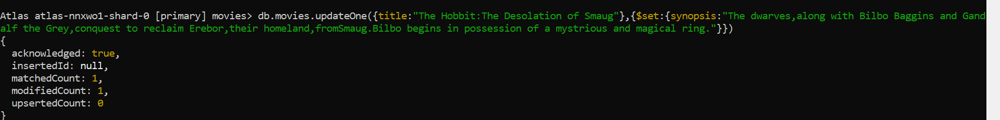 Atlas atlas-nnxwo1-shard-0 [primary] movies> db.movies.updateOne({title:"The Hobbit:The Desolation of Smaug"},{$set:{synopsis:"The dwarves,along with Bilbo Baggins and Gand
alf the Grey,conquest to reclaim Erebor,their homeland,fromSmaug.Bilbo begins in possession of a mystrious and magical ring."}})
{
  acknowledged: true,
  insertedId: null,
  matchedCount: 1,
  modifiedCount: 1,
  upsertedCount: 0
}